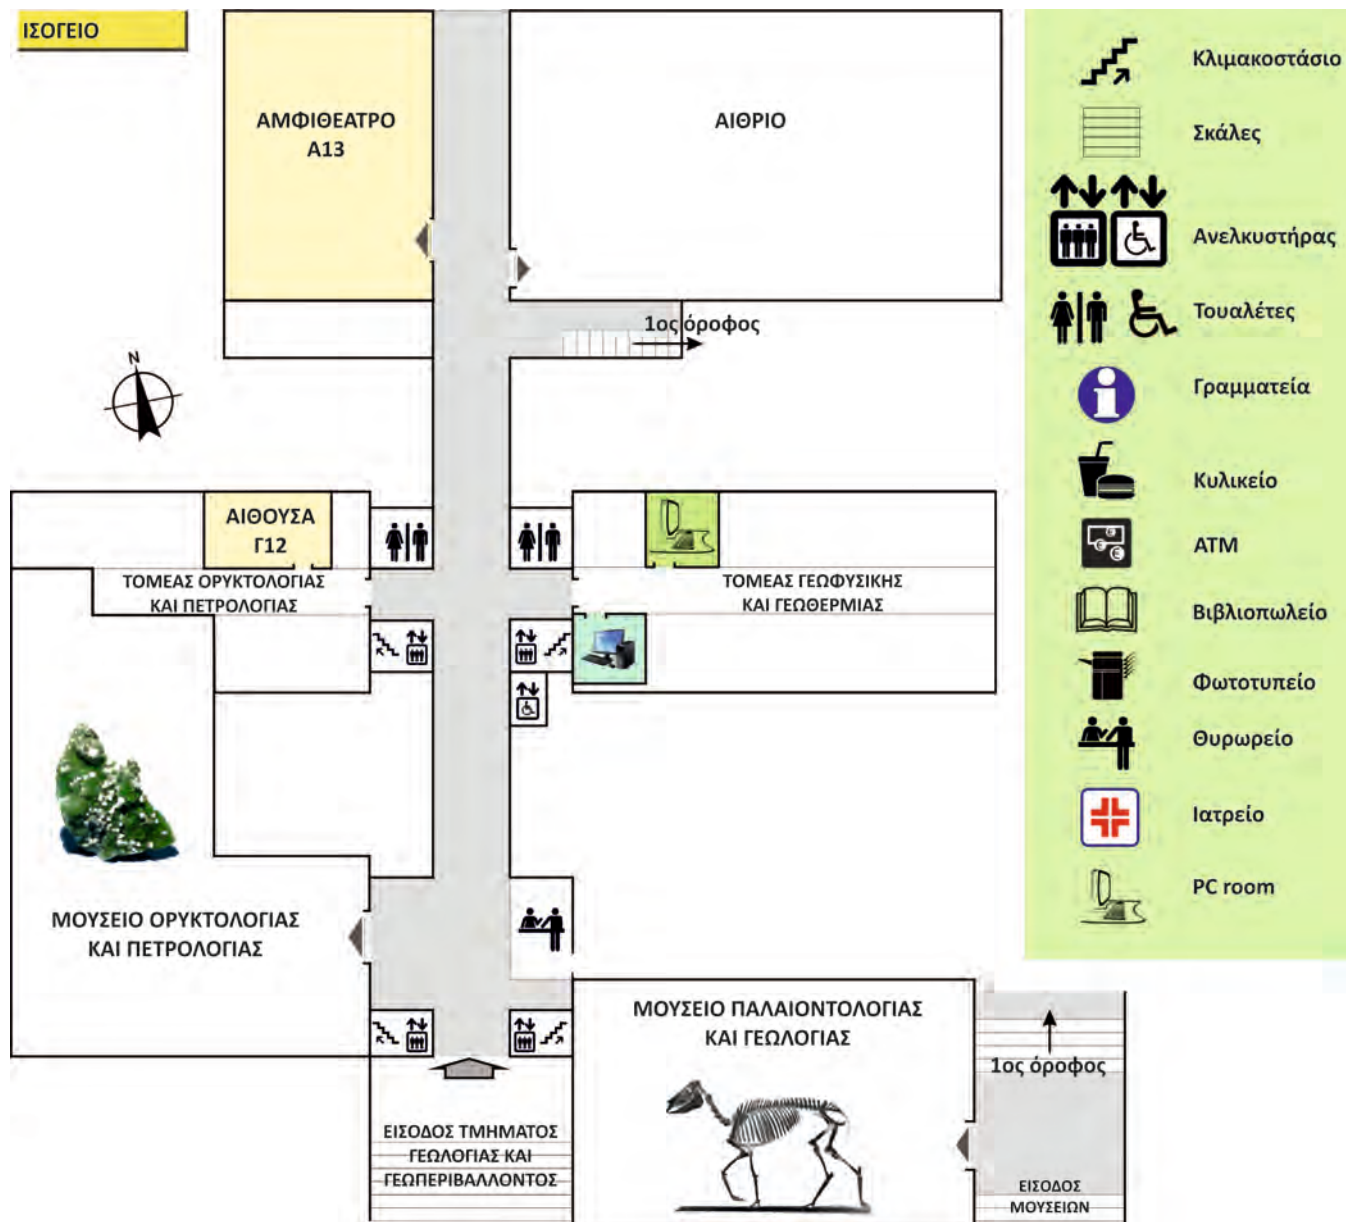 ΙΣΟΓΕΙΟ
ΑΜΦΙΘΕΑΤΡΟ
Α13
ΑΙΘΡΙΟ
1ος όροφος
N
ΑΙΘΟΥΣΑ
Γ12
ΤΟΜΕΑΣ ΟΡΥΚΤΟΛΟΓΙΑΣ
ΚΑΙ ΠΕΤΡΟΛΟΓΙΑΣ
ΤΟΜΕΑΣ ΓΕΩΦΥΣΙΚΗΣ
ΚΑΙ ΓΕΩΘΕΡΜΙΑΣ
ΜΟΥΣΕΙΟ ΟΡΥΚΤΟΛΟΓΙΑΣ
ΚΑΙ ΠΕΤΡΟΛΟΓΙΑΣ
ΜΟΥΣΕΙΟ ΠΑΛΑΙΟΝΤΟΛΟΓΙΑΣ
ΚΑΙ ΓΕΩΛΟΓΙΑΣ
1ος όροφος
ΕΙΣΟΔΟΣ ΤΜΗΜΑΤΟΣ
ΓΕΩΛΟΓΙΑΣ ΚΑΙ
ΓΕΩΠΕΡΙΒΑΛΛΟΝΤΟΣ
ΕΙΣΟΔΟΣ
ΜΟΥΣΕΙΩΝ
Κλιμακοστάσιο
Σκάλες
Ανελκυστήρας
Τουαλέτες
Γραμματεία
Κυλικείο
ATM
Βιβλιοπωλείο
Φωτοτυπείο
Θυρωρείο
Ιατρείο
PC room